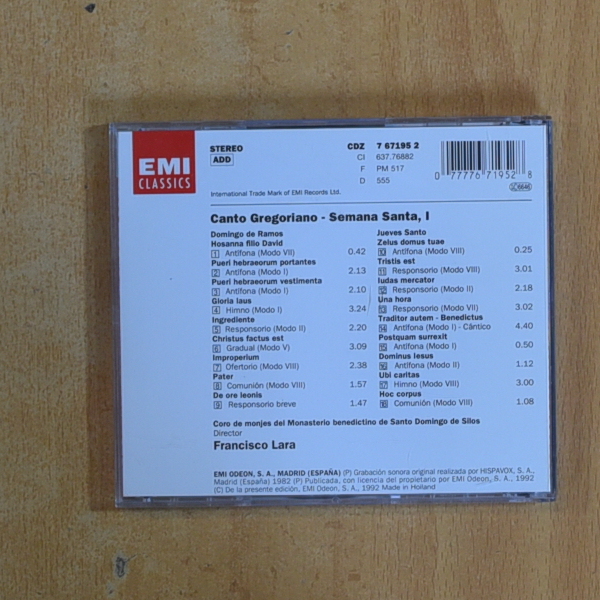 EMI
CLASSICS
STEREO
ADD
CDZ 7 67195 2
CI 637.76882
F PM 517
D 555
0 77776 71952 8
International Trade Mark of EMI Records Ltd.
Canto Gregoriano - Semana Santa, I
Domingo de Ramos
Hosanna filio David
1 Antífona (Modo VII) 0.42
Pueri hebraeorum portantes
2 Antífona (Modo I) 2.13
Pueri hebraeorum vestimenta
3 Antífona (Modo I) 2.10
Gloria laus
4 Himno (Modo I) 3.24
Ingrediente
5 Responsorio (Modo II) 2.20
Christus factus est
6 Gradual (Modo V) 3.09
Improperium
7 Ofertorio (Modo VIII) 2.38
Pater
8 Comunión (Modo VIII) 1.57
De ore leonis
9 Responsorio breve 1.47
Jueves Santo
Zelus domus tuae
10 Antífona (Modo VIII) 0.25
Tristis est
11 Responsorio (Modo VIII) 3.01
Iudas mercator
12 Responsorio (Modo II) 2.18
Una hora
13 Responsorio (Modo VII) 3.02
Traditor autem - Benedictus
14 Antífona (Modo I) - Cántico 4.40
Postquam surrexit
15 Antífona (Modo I) 0.50
Dominus Iesus
16 Antífona (Modo II) 1.12
Ubi caritas
17 Himno (Modo VII) 3.00
Hoc corpus
18 Comunión (Modo VIII) 1.08
Coro de monjes del Monasterio benedictino de Santo Domingo de Silos
Director
Francisco Lara
EMI ODEON, S. A., MADRID (ESPAÑA) (P) Grabación sonora original realizada por HISPAVOX, S. A.,
Madrid (España) 1982 (P) Publicada, con licencia del propietario por EMI Odeon, S. A., 1992
(C) De la presente edición, EMI Odeon, S. A., 1992 Made in Holland